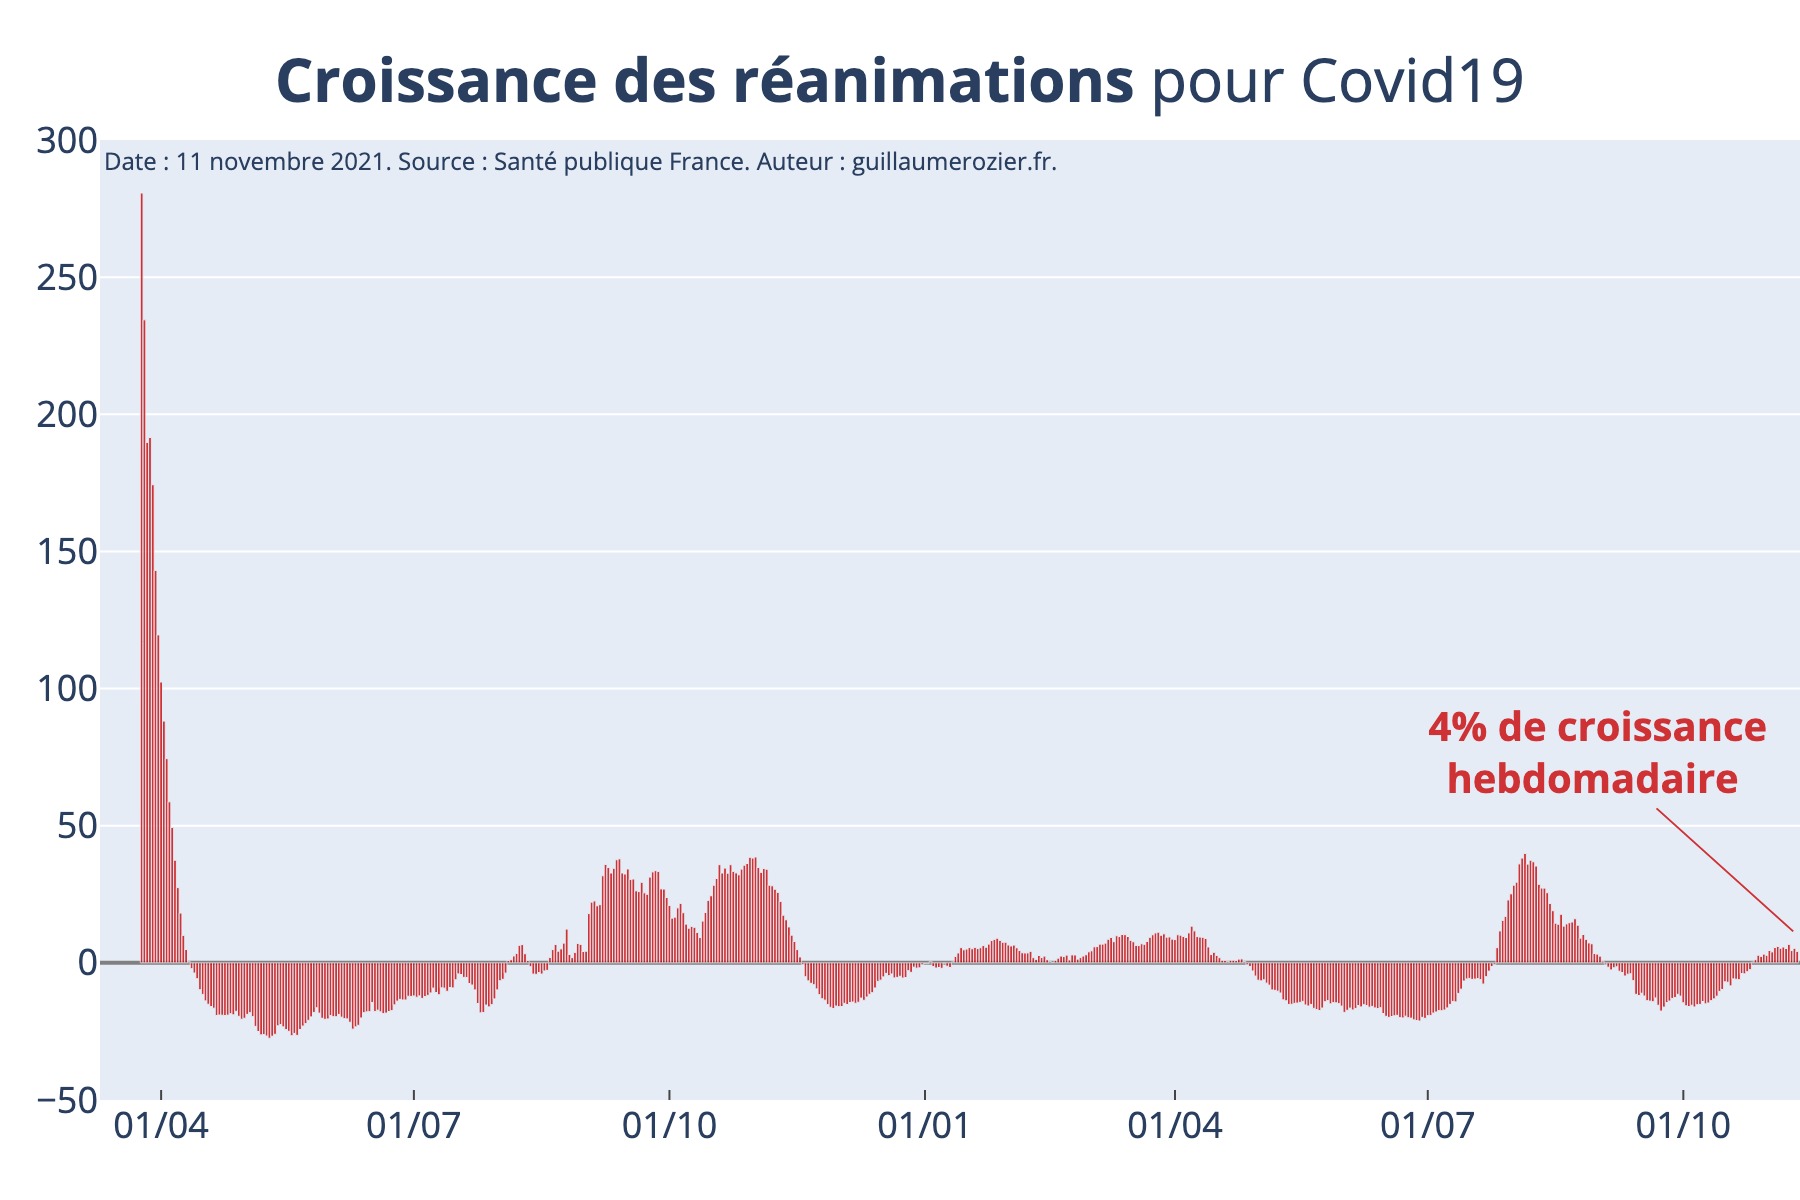 Croissance des réanimations pour Covid19
300
Date : 11 novembre 2021. Source : Santé publique France. Auteur : guillaumerozier.fr.
250
200
150
100
4% de croissance
hebdomadaire
50
0
−50
01/04 01/07 01/10 01/01 01/04 01/07 01/10